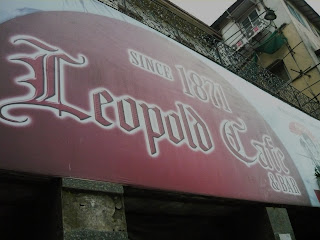 SINCE 1871
Leopold Cafe
& BAR